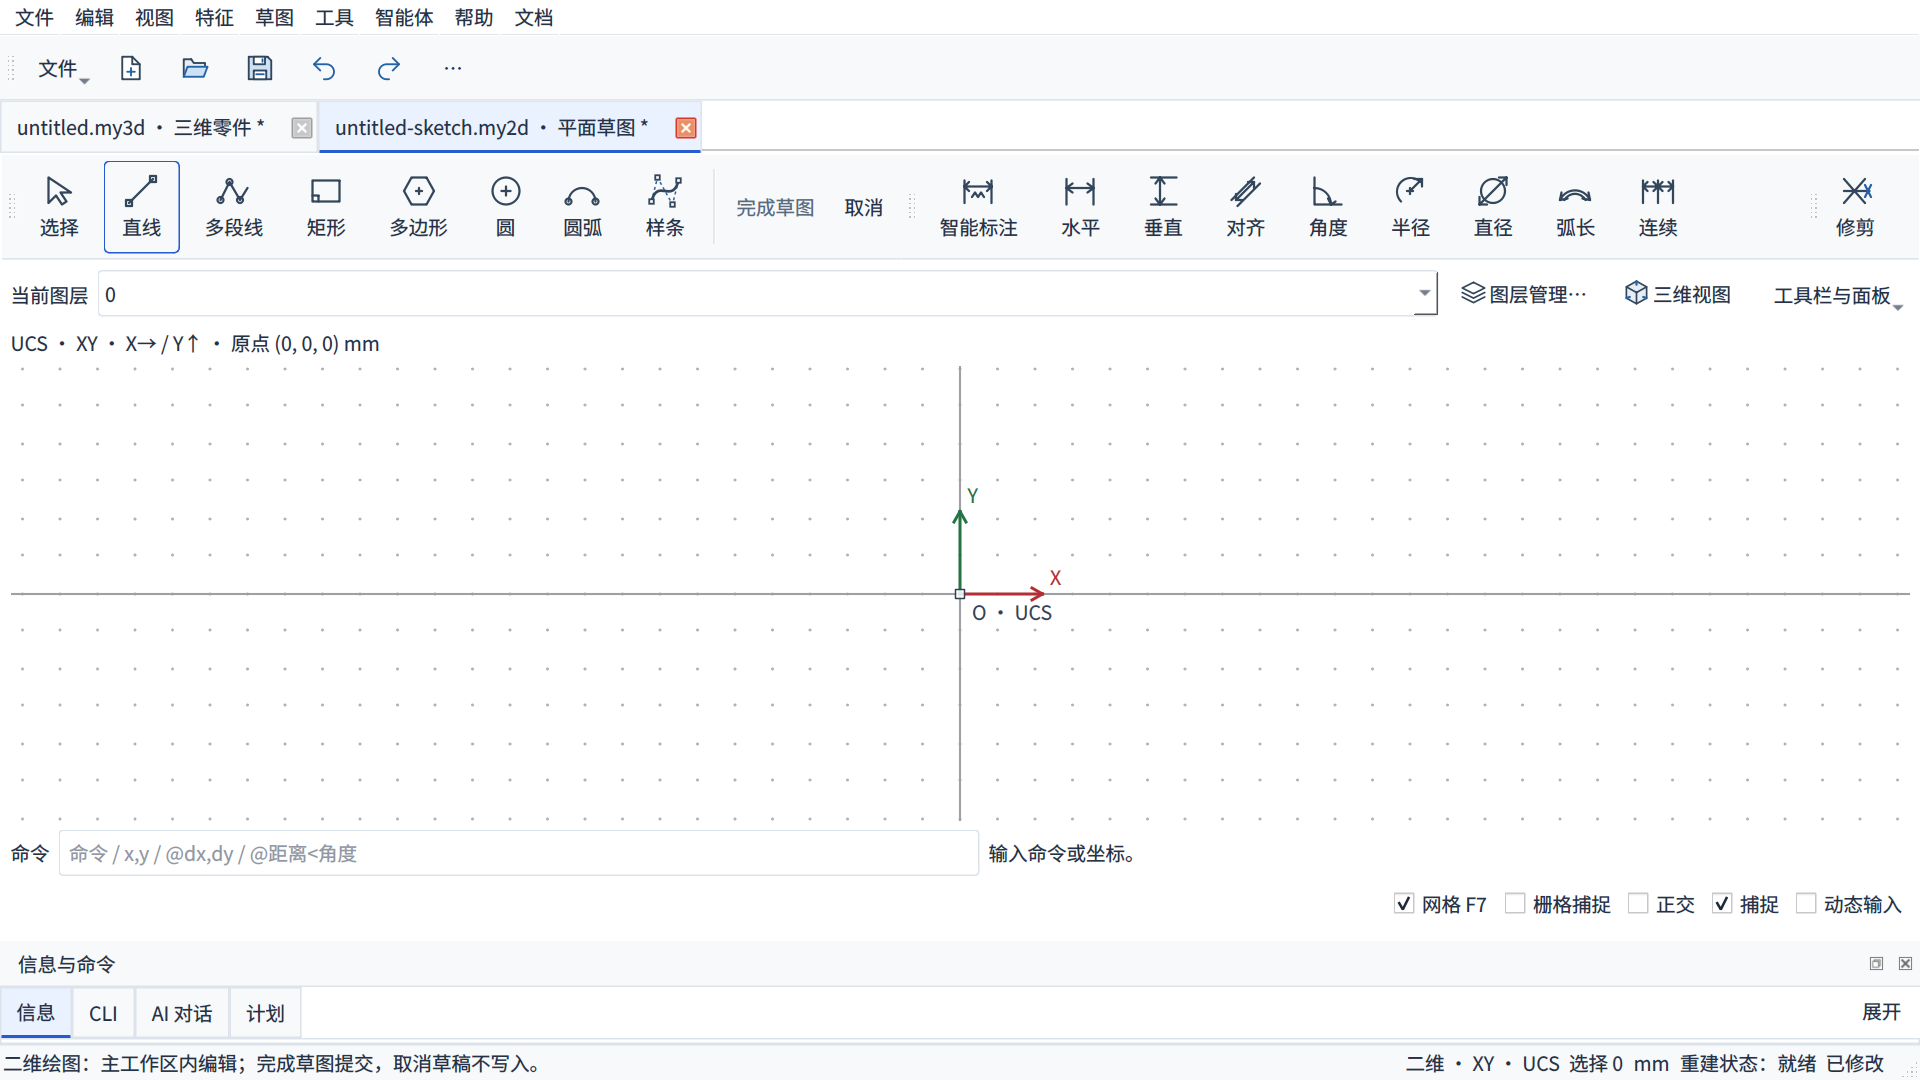 文件 编辑 视图 特征 草图 工具 智能体 帮助 文档
文件 ···
untitled.my3d • 三维零件 * untitled-sketch.my2d • 平面草图 *
选择 直线 多段线 矩形 多边形 圆 圆弧 样条 完成草图 取消 智能标注 水平 垂直 对齐 角度 半径 直径 弧长 连续 修剪
当前图层 0 图层管理… 三维视图 工具栏与面板
UCS • XY • X→ / Y↑ • 原点 (0, 0, 0) mm
Y
X
O • UCS
命令 命令 / x,y / @dx,dy / @距离<角度 输入命令或坐标。
网格 F7 栅格捕捉 正交 捕捉 动态输入
信息与命令
信息 CLI AI 对话 计划 展开
二维绘图：主工作区内编辑；完成草图提交，取消草稿不写入。 二维 • XY • UCS 选择 0 mm 重建状态：就绪 已修改